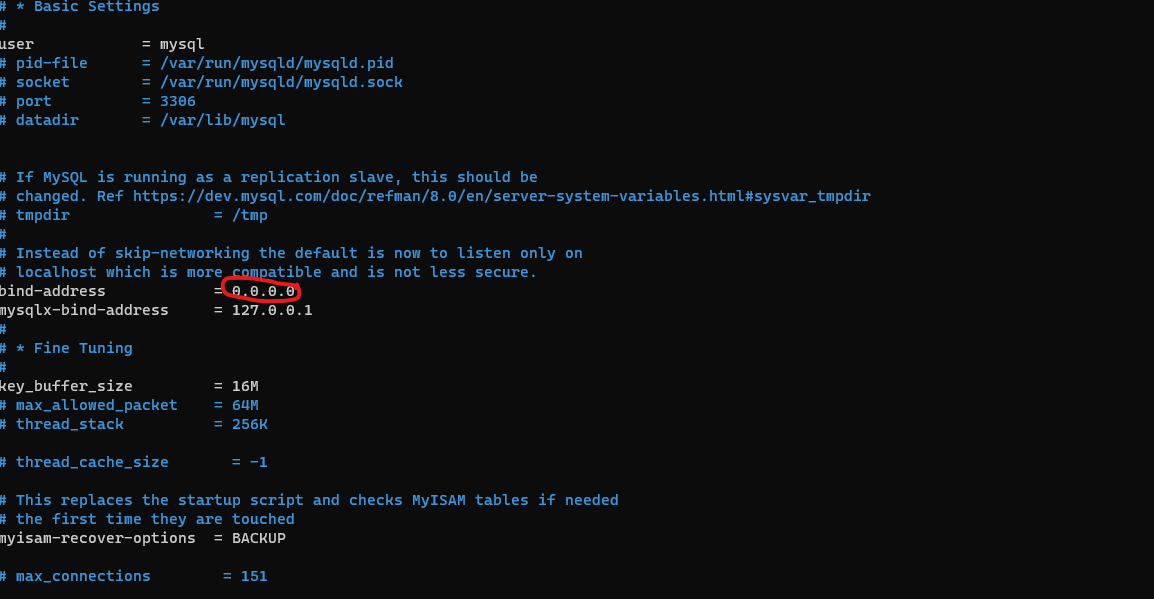 # * Basic Settings
#
user            = mysql
# pid-file      = /var/run/mysqld/mysqld.pid
# socket        = /var/run/mysqld/mysqld.sock
# port          = 3306
# datadir       = /var/lib/mysql
# If MySQL is running as a replication slave, this should be
# changed. Ref https://dev.mysql.com/doc/refman/8.0/en/server-system-variables.html#sysvar_tmpdir
# tmpdir                = /tmp
#
# Instead of skip-networking the default is now to listen only on
# localhost which is more compatible and is not less secure.
bind-address            = 0.0.0.0
mysqlx-bind-address     = 127.0.0.1
#
# * Fine Tuning
#
key_buffer_size         = 16M
# max_allowed_packet    = 64M
# thread_stack          = 256K
# thread_cache_size       = -1
# This replaces the startup script and checks MyISAM tables if needed
# the first time they are touched
myisam-recover-options  = BACKUP
# max_connections        = 151